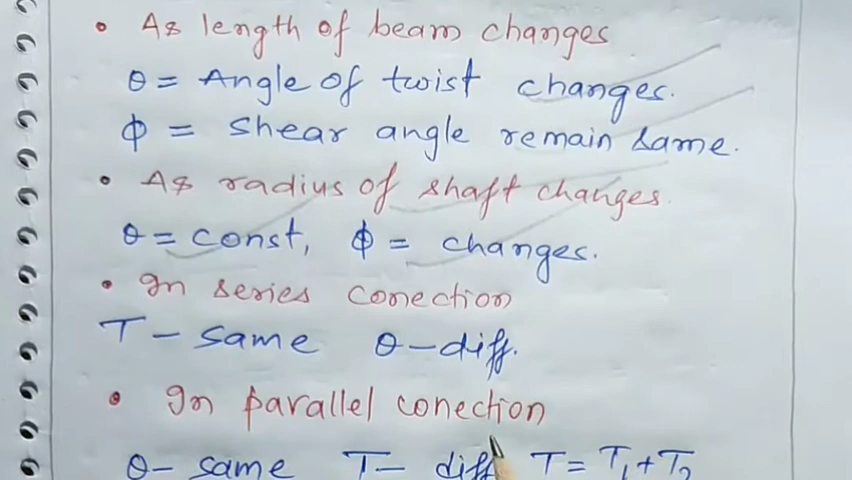 • As length of beam changes
θ = Angle of twist changes.
ϕ = shear angle remain same.
• As radius of shaft changes.
θ = const, ϕ = changes.
• In series conection
T - same θ - diff.
• In parallel conection
θ - same T - diff T = T₁ + T₂